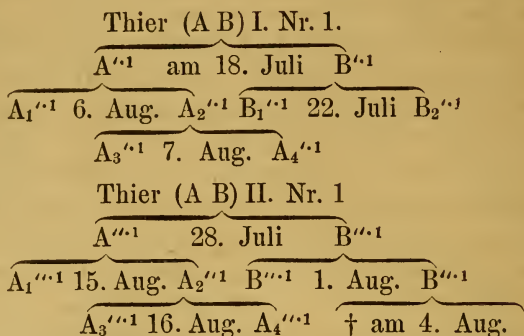 Thier (A B) I. Nr. 1.
A′′·1 am 18. Juli B′′·1
A₁′′·1 6. Aug. A₂′′·1 B₁′′·1 22. Juli B₂′′·1
A₃′′·1 7. Aug. A₄′′·1
Thier (A B) II. Nr. 1
A′′′·1 28. Juli B′′′·1
A₁′′′·1 15. Aug. A₂′′′·1 B′′′·1 1. Aug. B′′′·1
A₃′′′·1 16. Aug. A₄′′′·1 † am 4. Aug.